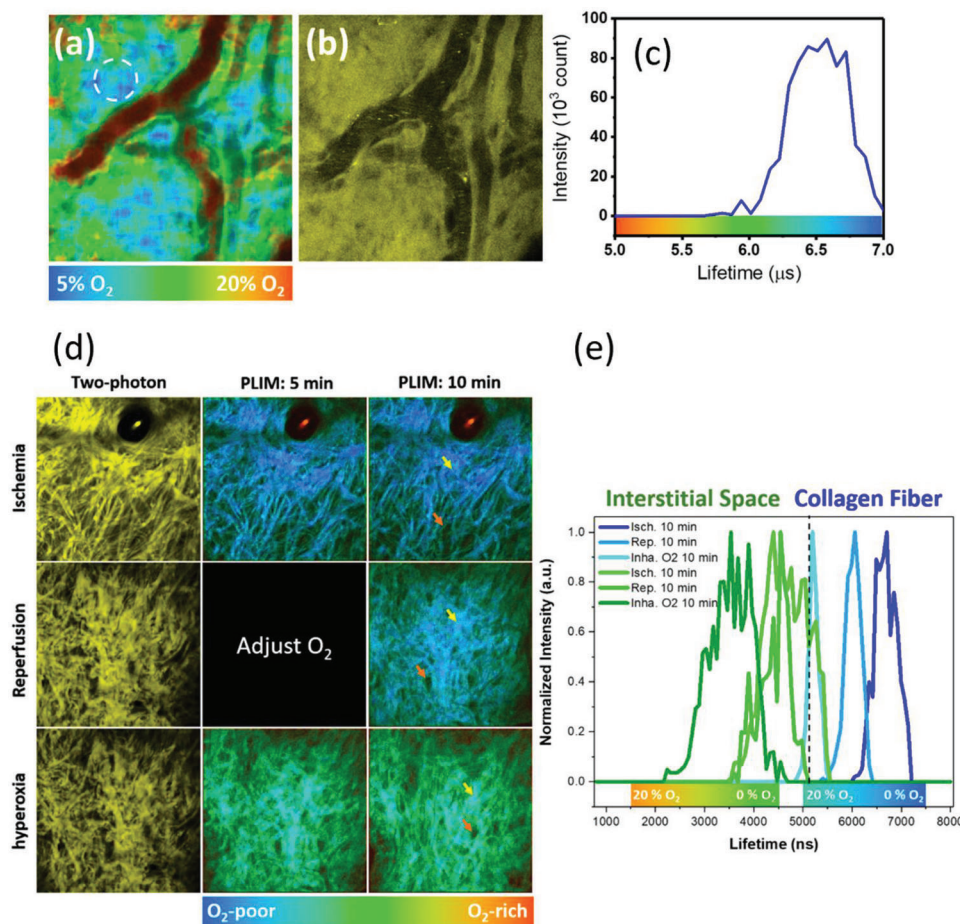 (a)
(b)
(c)
5% O₂ 20% O₂
Intensity (10³ count)
100
80
60
40
20
0
5.0 5.5 6.0 6.5 7.0
Lifetime (μs)
(d)
Two-photon PLIM: 5 min PLIM: 10 min
Ischemia
Reperfusion
Adjust O₂
hyperoxia
O₂-poor O₂-rich
(e)
Interstitial Space Collagen Fiber
Normalized Intensity (a.u.)
1.0
0.8
0.6
0.4
0.2
0.0
Isch. 10 min
Rep. 10 min
Inha. O2 10 min
Isch. 10 min
Rep. 10 min
Inha. O2 10 min
20 % O₂ 0 % O₂ 20 % O₂ 0 % O₂
1000 2000 3000 4000 5000 6000 7000 8000
Lifetime (ns)